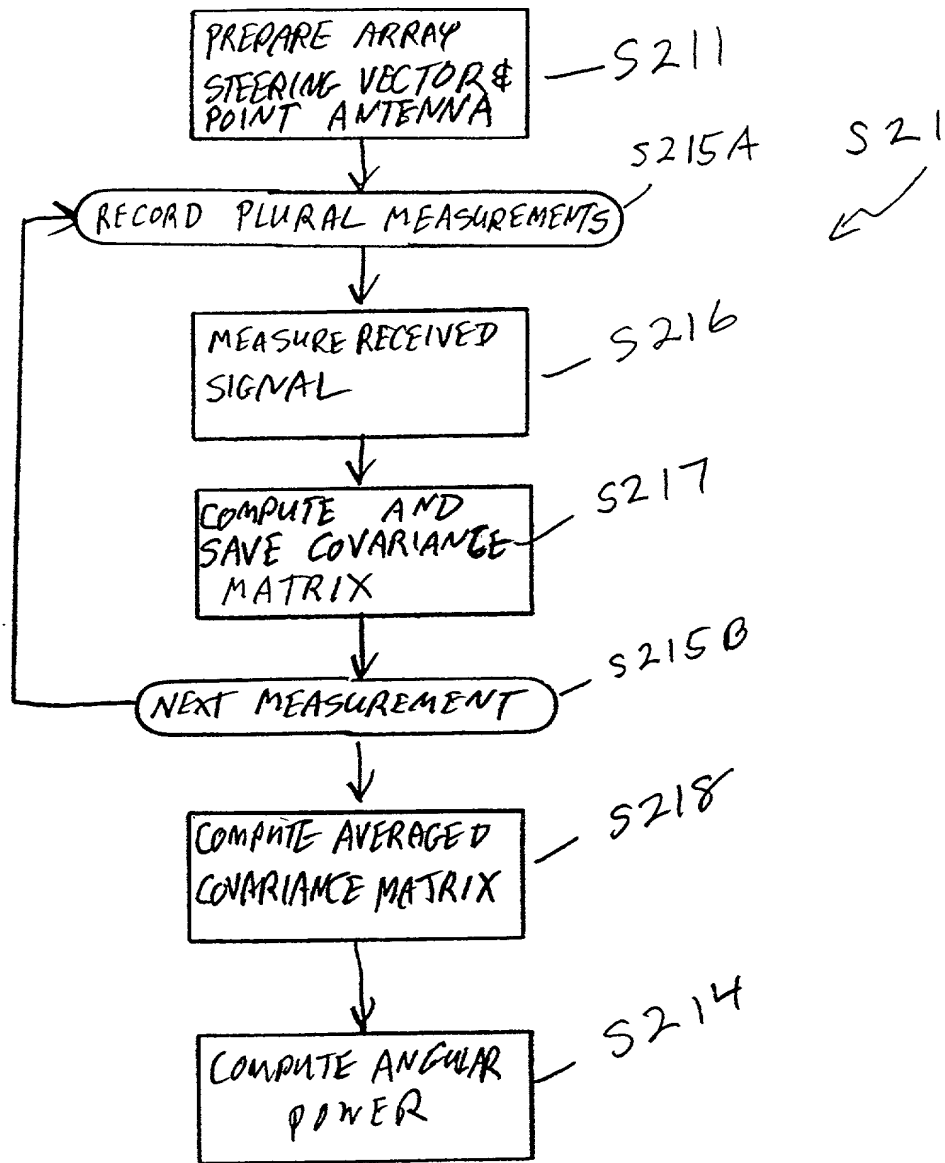 PREPARE ARRAY
STEERING VECTOR &
POINT ANTENNA
S211
S215A
S21
RECORD PLURAL MEASUREMENTS
MEASURE RECEIVED
SIGNAL
S216
COMPUTE AND
SAVE COVARIANCE
MATRIX
S217
NEXT MEASUREMENT
S215B
COMPUTE AVERAGED
COVARIANCE MATRIX
S218
COMPUTE ANGULAR
POWER
S214